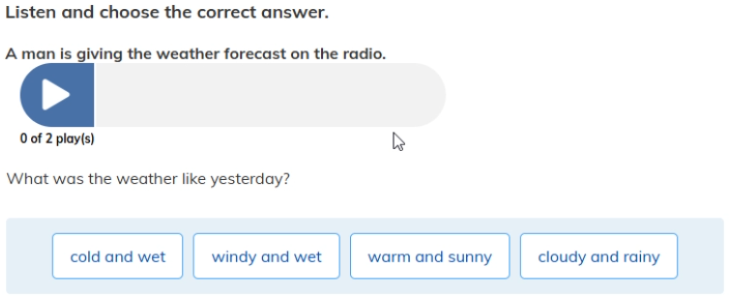 Listen and choose the correct answer.
A man is giving the weather forecast on the radio.
0 of 2 play(s)
What was the weather like yesterday?
cold and wet
windy and wet
warm and sunny
cloudy and rainy